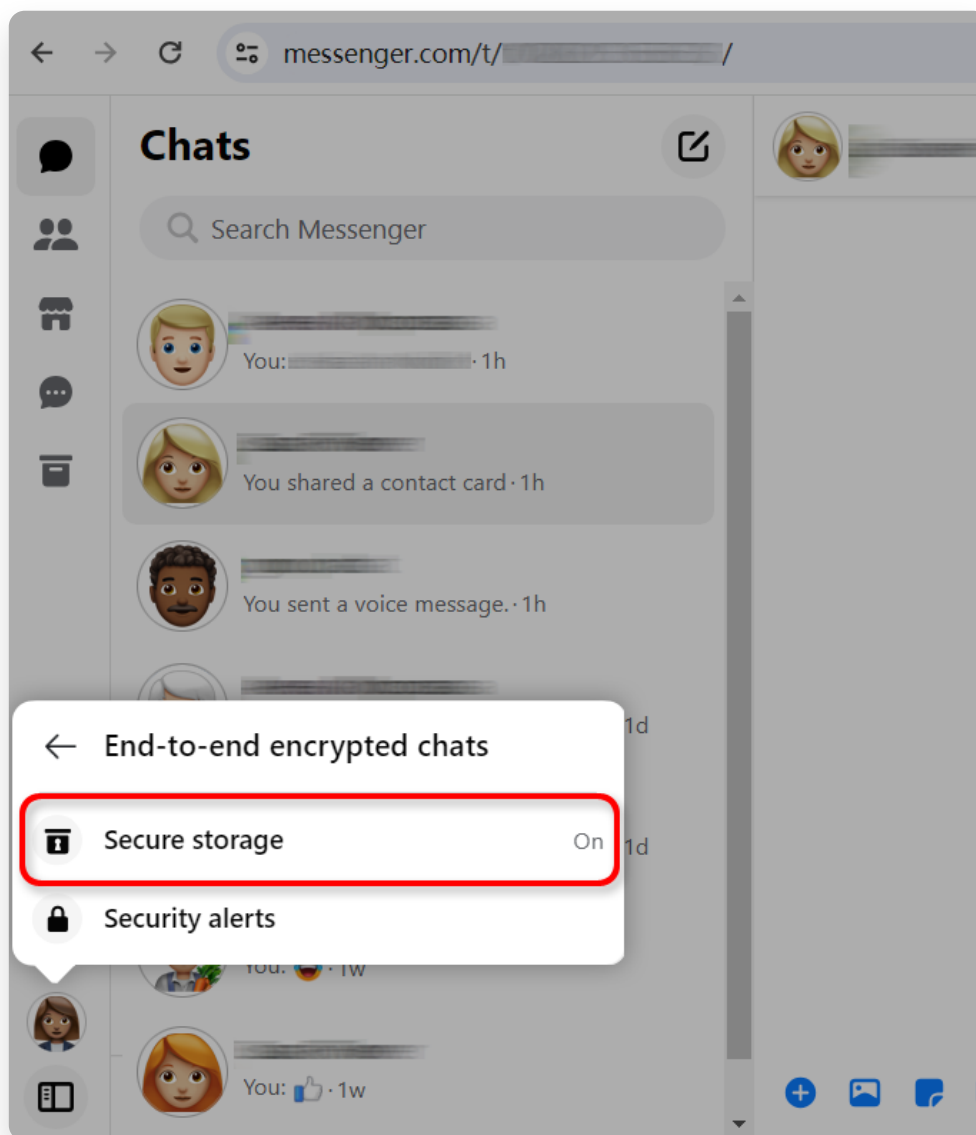 messenger.com/t/ /
Chats
Search Messenger
You: · 1h
You shared a contact card · 1h
You sent a voice message. · 1h
1d
End-to-end encrypted chats
Secure storage On
1d
Security alerts
You: 😂 · 1w
You: 👍 · 1w